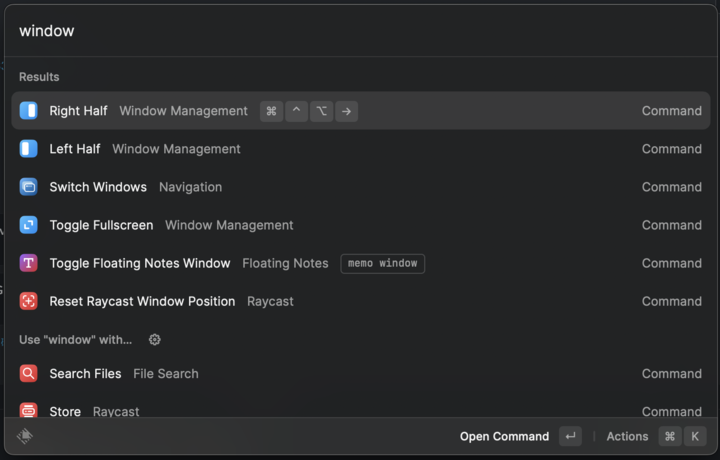 window
Results
Right Half Window Management ⌘ ^ ⌥ → Command
Left Half Window Management Command
Switch Windows Navigation Command
Toggle Fullscreen Window Management Command
Toggle Floating Notes Window Floating Notes memo window Command
Reset Raycast Window Position Raycast Command
Use "window" with...
Search Files File Search Command
Store Raycast Command
Open Command ↵ Actions ⌘ K